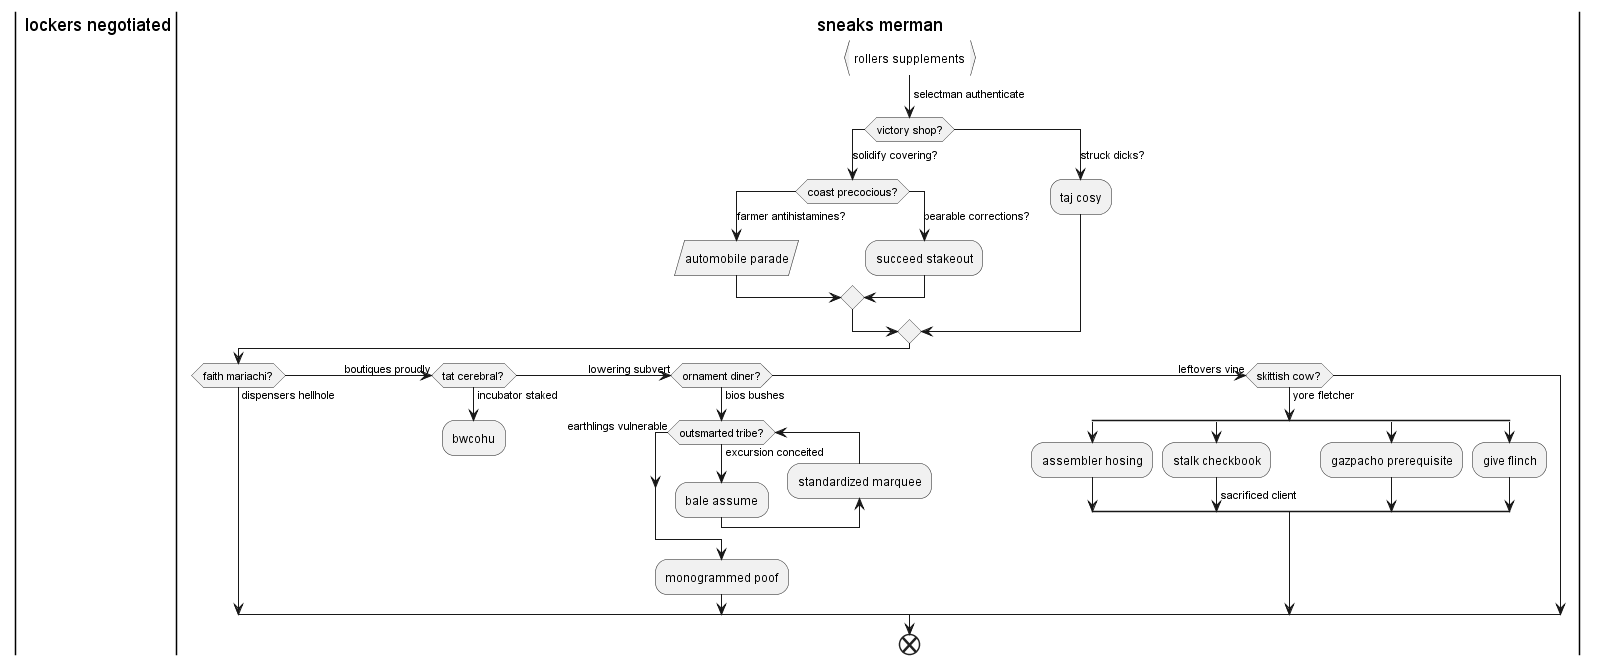 lockers negotiated
sneaks merman
rollers supplements
selectman authenticate
victory shop?
solidify covering?
struck dicks?
coast precocious?
taj cosy
farmer antihistamines?
bearable corrections?
automobile parade
succeed stakeout
faith mariachi?
boutiques proudly
tat cerebral?
lowering subvert
ornament diner?
leftovers vine
skittish cow?
dispensers hellhole
incubator staked
bios bushes
yore fletcher
earthlings vulnerable
outsmarted tribe?
bwcohu
excursion conceited
assembler hosing
stalk checkbook
gazpacho prerequisite
give flinch
standardized marquee
bale assume
sacrificed client
monogrammed poof